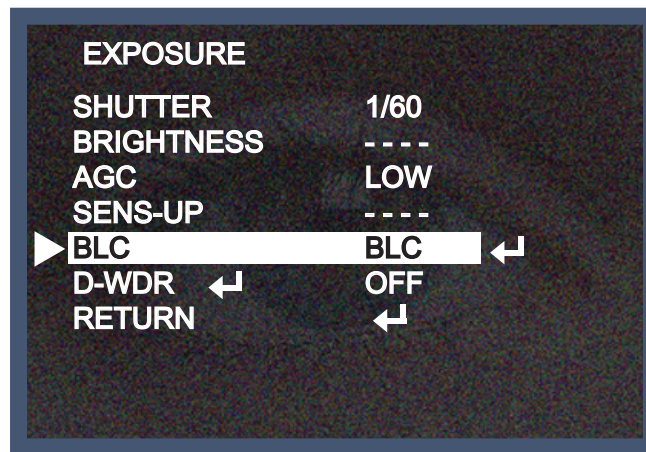 EXPOSURE
SHUTTER 1/60
BRIGHTNESS - - - -
AGC LOW
SENS-UP - - - -
BLC BLC ↵
D-WDR ↵ OFF
RETURN ↵